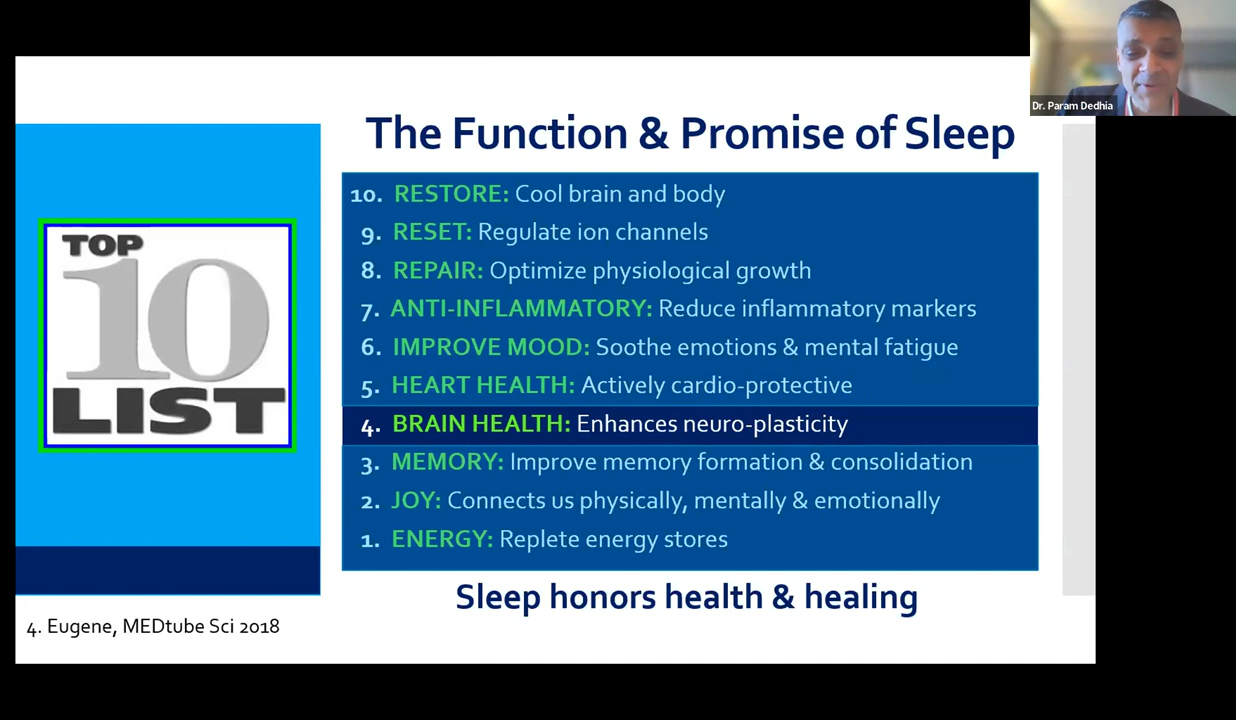 Dr. Param Dedhia
The Function & Promise of Sleep
TOP
10
LIST
10. RESTORE: Cool brain and body
9. RESET: Regulate ion channels
8. REPAIR: Optimize physiological growth
7. ANTI-INFLAMMATORY: Reduce inflammatory markers
6. IMPROVE MOOD: Soothe emotions & mental fatigue
5. HEART HEALTH: Actively cardio-protective
4. BRAIN HEALTH: Enhances neuro-plasticity
3. MEMORY: Improve memory formation & consolidation
2. JOY: Connects us physically, mentally & emotionally
1. ENERGY: Replete energy stores
Sleep honors health & healing
4. Eugene, MEDtube Sci 2018